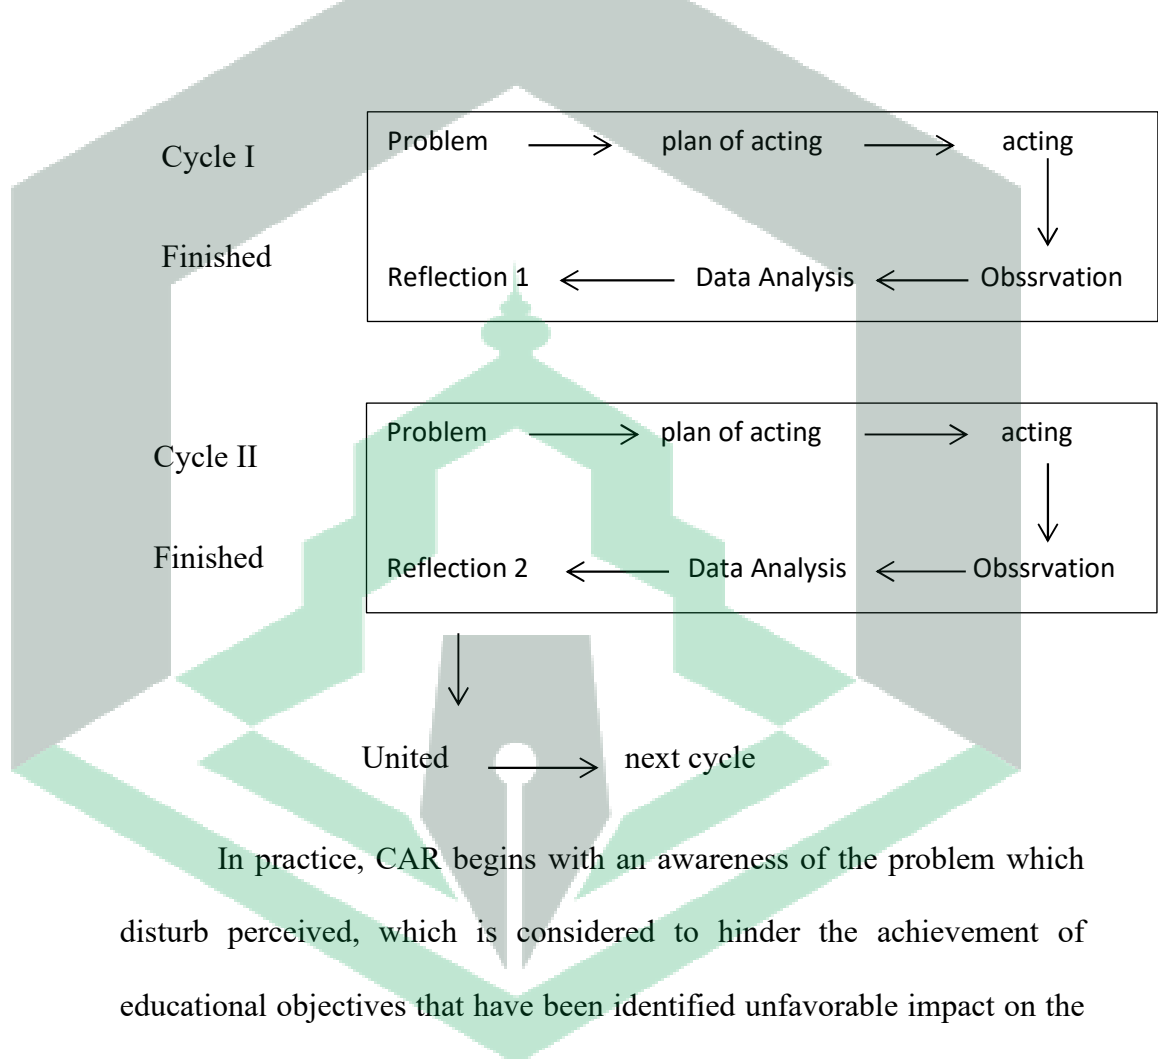 Problem plan of acting acting
Cycle I
Finished
Reflection 1 Data Analysis Obssrvation
Problem plan of acting acting
Cycle II
Finished
Reflection 2 Data Analysis Obssrvation
United next cycle
In practice, CAR begins with an awareness of the problem which
disturb perceived, which is considered to hinder the achievement of
educational objectives that have been identified unfavorable impact on the